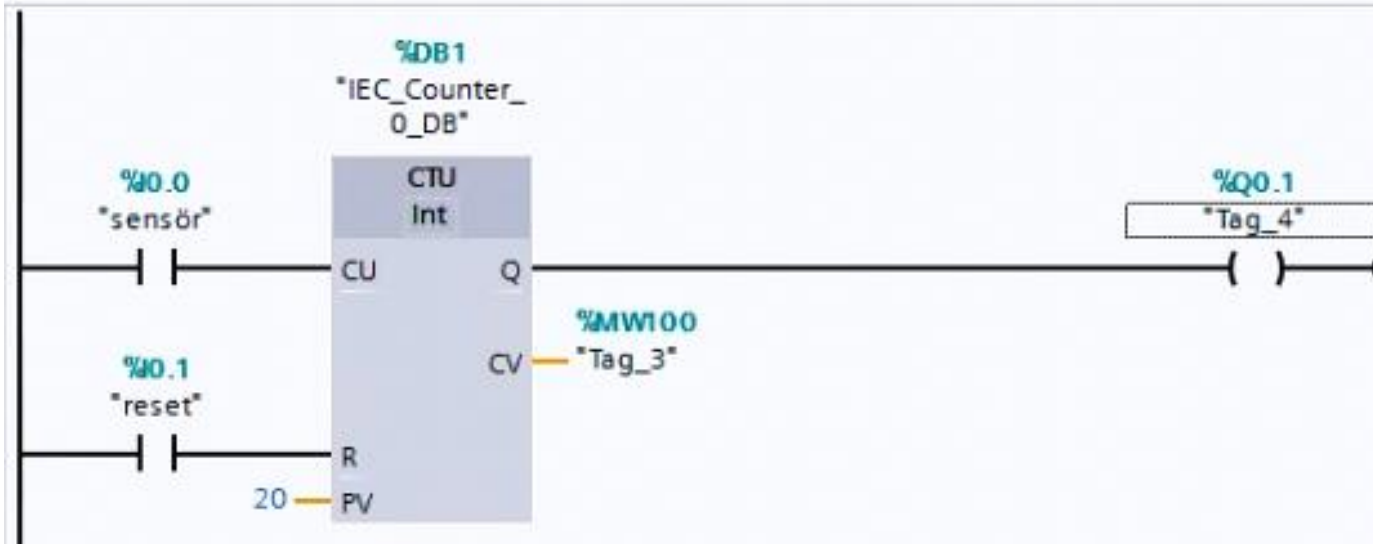 %DB1
"IEC_Counter_
0_DB"
CTU
Int
%I0.0
"sensör"
CU
Q
%Q0.1
"Tag_4"
%MW100
CV
"Tag_3"
%I0.1
"reset"
R
20
PV